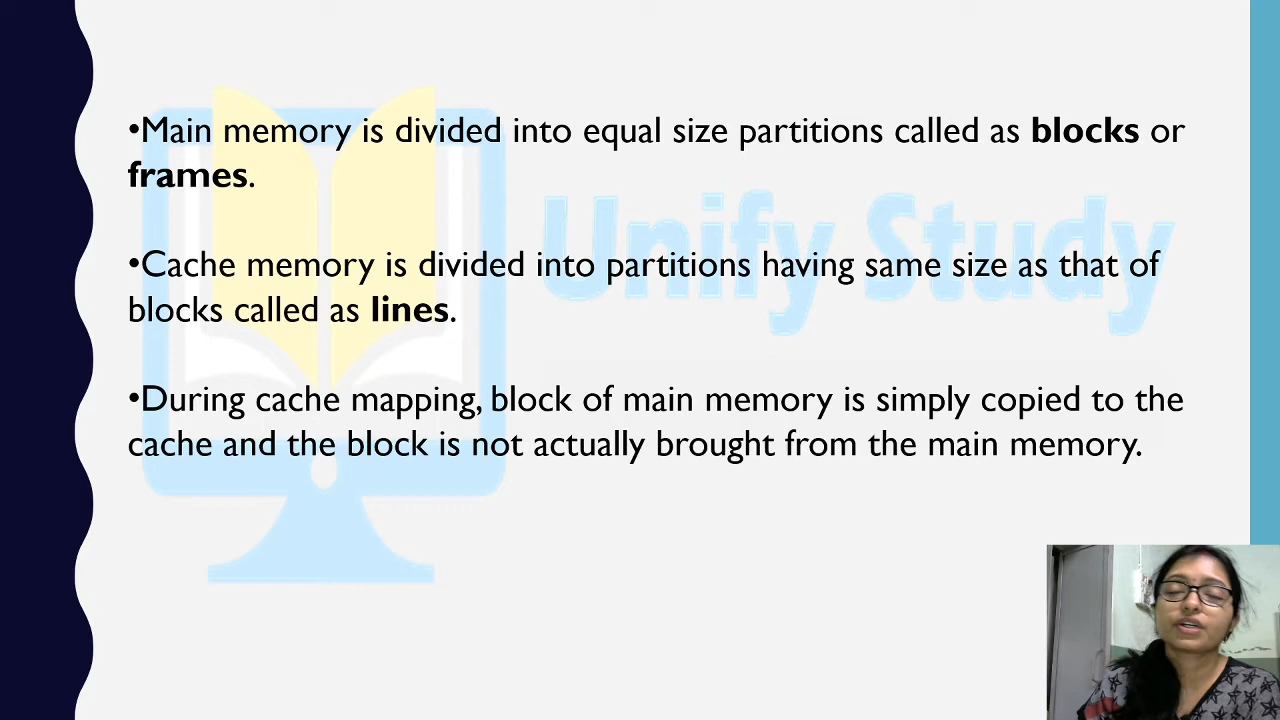 •Main memory is divided into equal size partitions called as blocks or
frames.
Unify Study
•Cache memory is divided into partitions having same size as that of
blocks called as lines.
•During cache mapping, block of main memory is simply copied to the
cache and the block is not actually brought from the main memory.